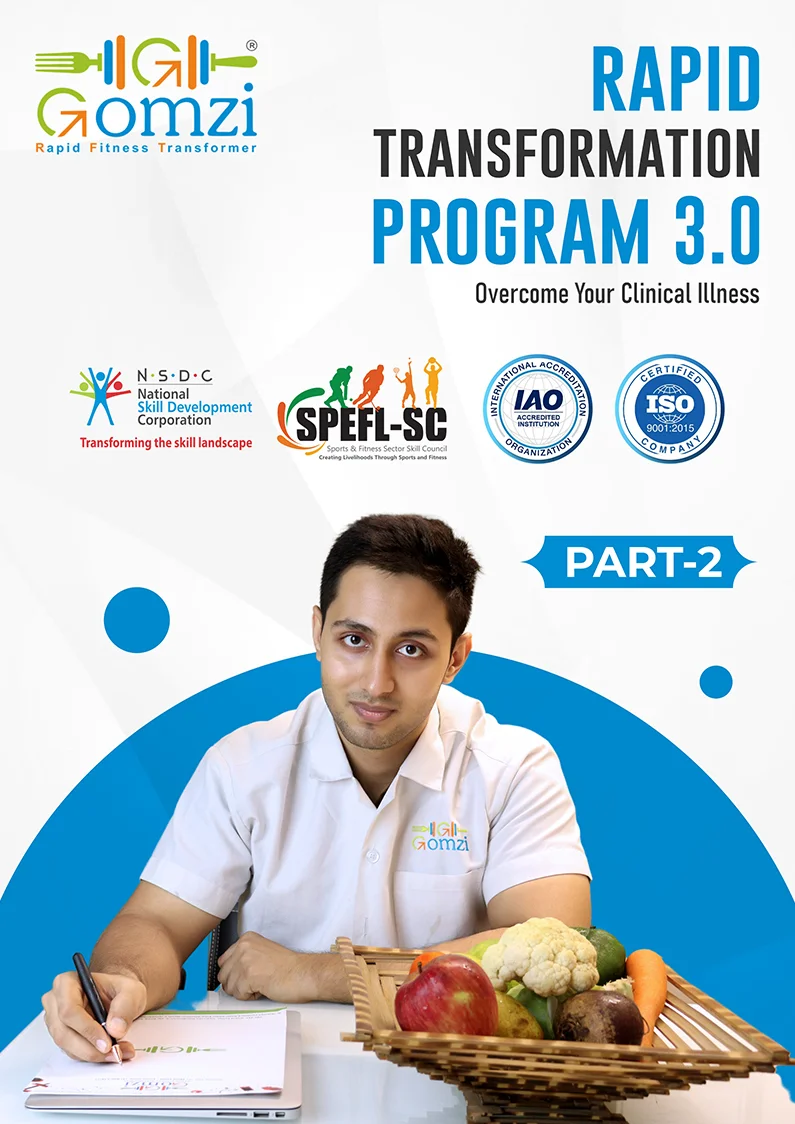 G
®
Gomzi
Rapid Fitness Transformer
RAPID
TRANSFORMATION
PROGRAM 3.0
Overcome Your Clinical Illness
N·S·D·C
National
Skill Development
Corporation
Transforming the skill landscape
SPEFL-SC
Sports & Fitness Sector Skill Council
Creating Livelihoods Through Sports and Fitness
INTERNATIONAL ACCREDITATION
IAO
ACCREDITED
INSTITUTION
ORGANIZATION
CERTIFIED
ISO
9001:2015
COMPANY
PART-2
G
Gomzi
Gomzi